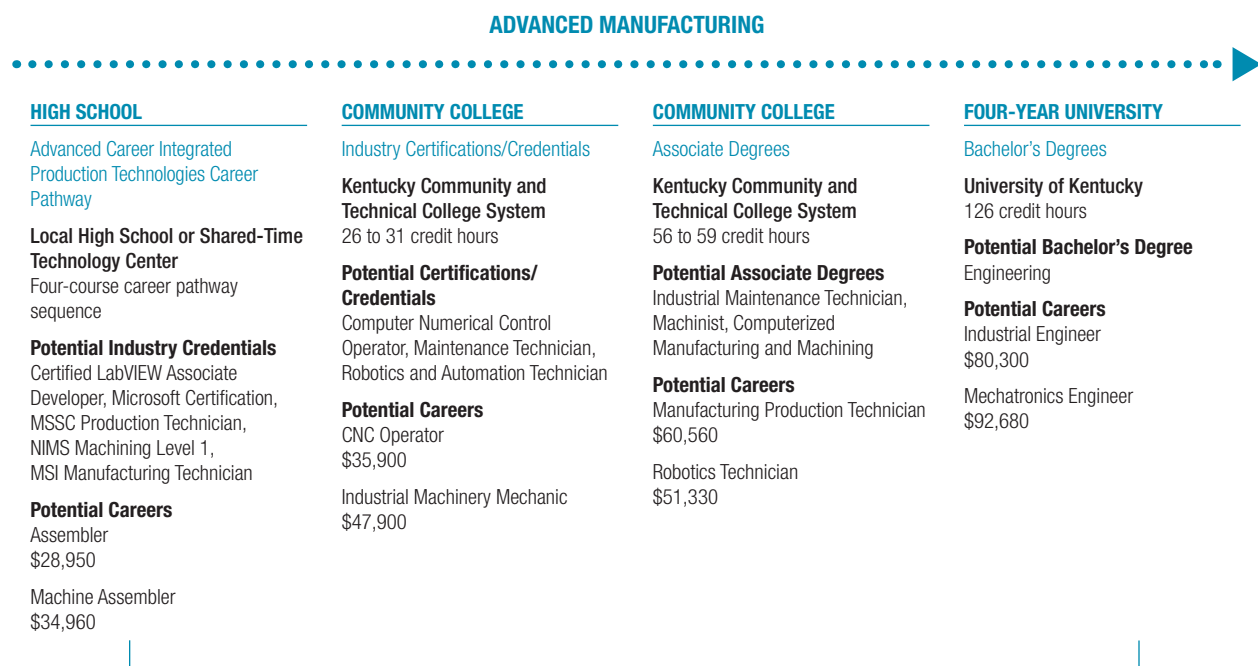 ADVANCED MANUFACTURING
HIGH SCHOOL
Advanced Career Integrated
Production Technologies Career
Pathway
Local High School or Shared-Time
Technology Center
Four-course career pathway
sequence
Potential Industry Credentials
Certified LabVIEW Associate
Developer, Microsoft Certification,
MSSC Production Technician,
NIMS Machining Level 1,
MSI Manufacturing Technician
Potential Careers
Assembler
$28,950
Machine Assembler
$34,960
COMMUNITY COLLEGE
Industry Certifications/Credentials
Kentucky Community and
Technical College System
26 to 31 credit hours
Potential Certifications/
Credentials
Computer Numerical Control
Operator, Maintenance Technician,
Robotics and Automation Technician
Potential Careers
CNC Operator
$35,900
Industrial Machinery Mechanic
$47,900
COMMUNITY COLLEGE
Associate Degrees
Kentucky Community and
Technical College System
56 to 59 credit hours
Potential Associate Degrees
Industrial Maintenance Technician,
Machinist, Computerized
Manufacturing and Machining
Potential Careers
Manufacturing Production Technician
$60,560
Robotics Technician
$51,330
FOUR-YEAR UNIVERSITY
Bachelor's Degrees
University of Kentucky
126 credit hours
Potential Bachelor's Degree
Engineering
Potential Careers
Industrial Engineer
$80,300
Mechatronics Engineer
$92,680